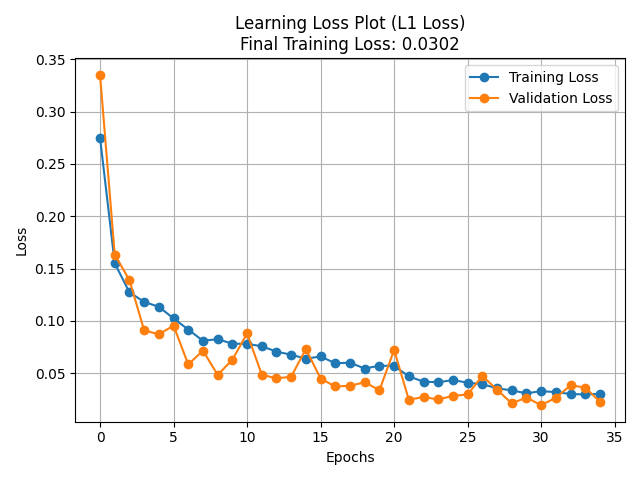 Learning Loss Plot (L1 Loss)
Final Training Loss: 0.0302
Training Loss
Validation Loss
0.35
0.30
0.25
0.20
0.15
0.10
0.05
Loss
0 5 10 15 20 25 30 35
Epochs